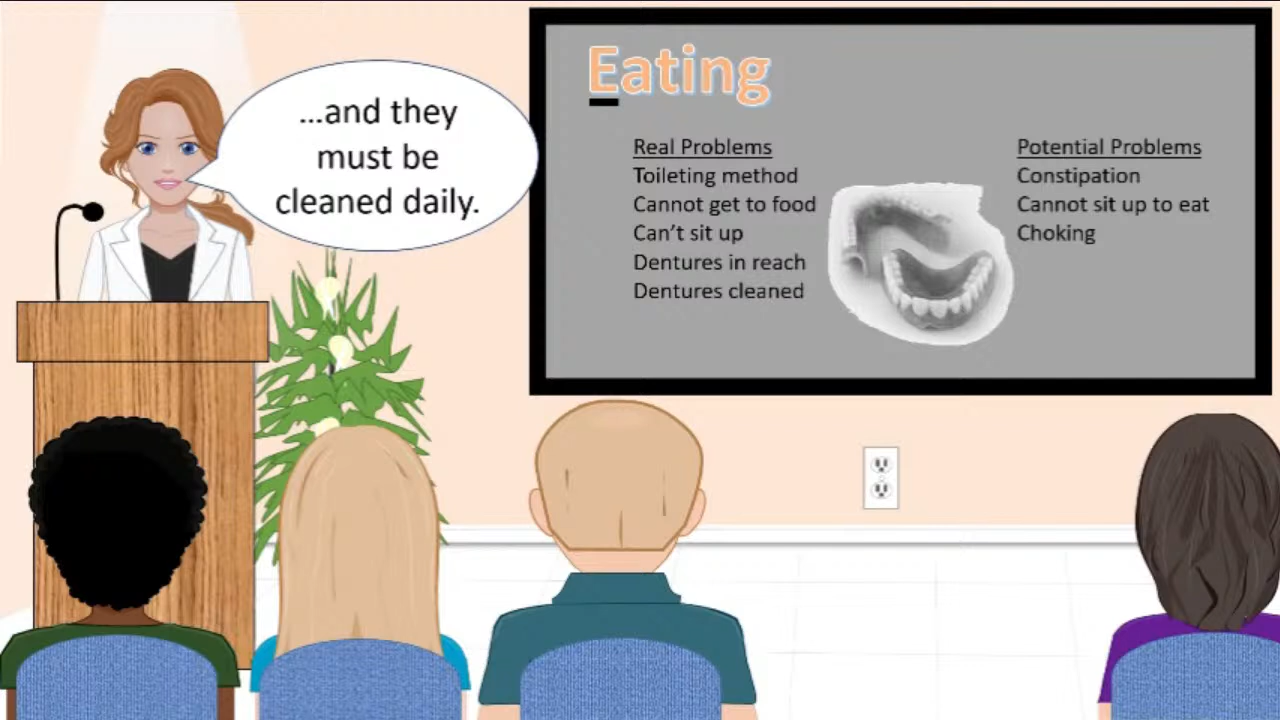 ...and they
must be
cleaned daily.
Eating
Real Problems
Toileting method
Cannot get to food
Can't sit up
Dentures in reach
Dentures cleaned
Potential Problems
Constipation
Cannot sit up to eat
Choking